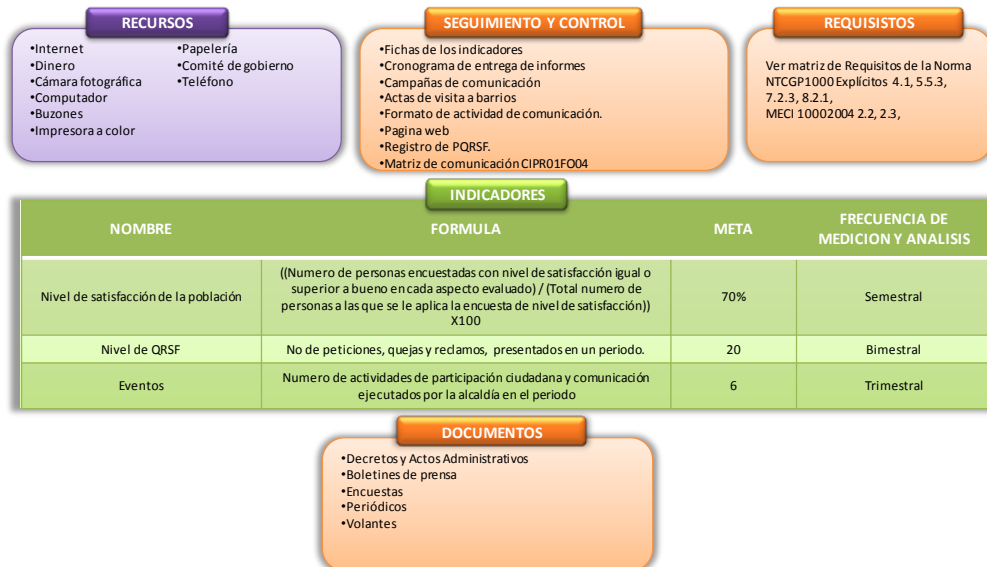 RECURSOS
•Internet
•Dinero
•Cámara fotográfica
•Computador
•Buzones
•Impresora a color
•Papelería
•Comité de gobierno
•Teléfono
SEGUIMIENTO Y CONTROL
•Fichas de los indicadores
•Cronograma de entrega de informes
•Campañas de comunicación
•Actas de visita a barrios
•Formato de actividad de comunicación.
•Pagina web
•Registro de PQRSF.
•Matriz de comunicación CIPR01FO04
REQUISISTOS
Ver matriz de Requisitos de la Norma
NTCGP1000 Explícitos 4.1, 5.5.3,
7.2.3, 8.2.1,
MECI 10002004 2.2, 2.3,
INDICADORES
NOMBRE
FORMULA
META
FRECUENCIA DE
MEDICION Y ANALISIS
Nivel de satisfacción de la población
((Numero de personas encuestadas con nivel de satisfacción igual o
superior a bueno en cada aspecto evaluado) / (Total numero de
personas a las que se le aplica la encuesta de nivel de satisfacción))
X100
70%
Semestral
Nivel de QRSF
No de peticiones, quejas y reclamos, presentados en un periodo.
20
Bimestral
Eventos
Numero de actividades de participación ciudadana y comunicación
ejecutados por la alcaldía en el periodo
6
Trimestral
DOCUMENTOS
•Decretos y Actos Administrativos
•Boletines de prensa
•Encuestas
•Periódicos
•Volantes